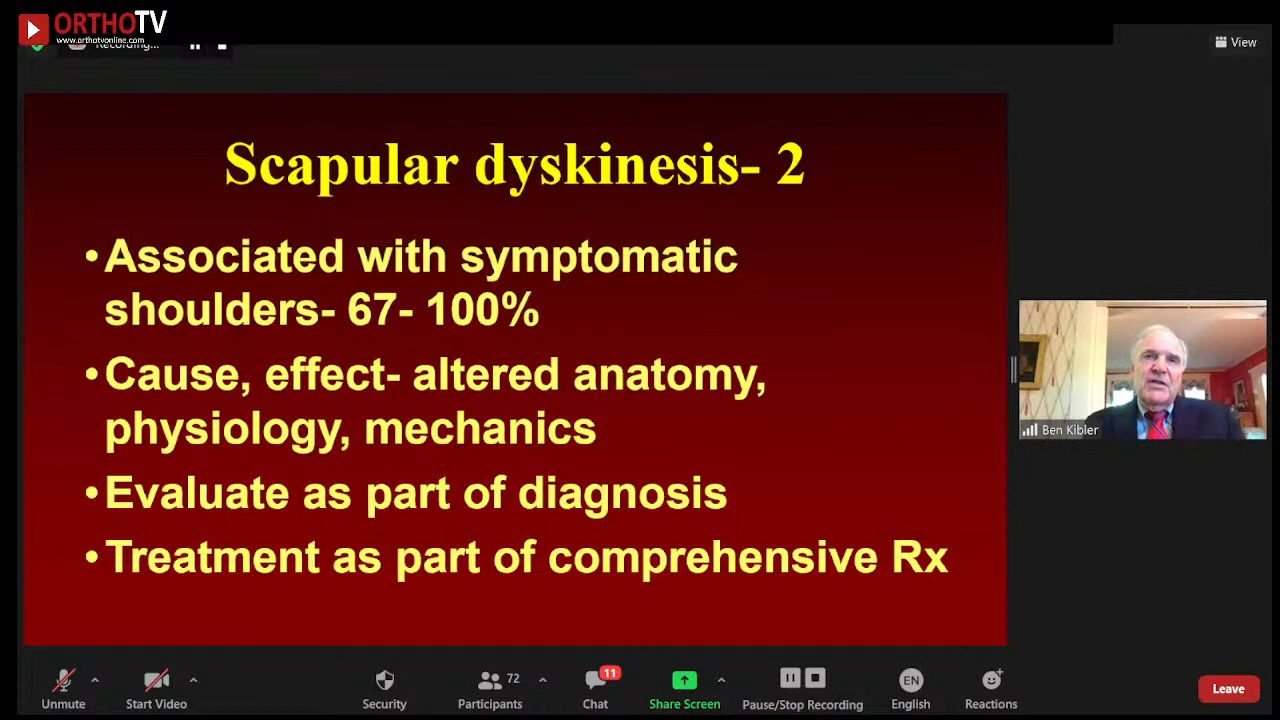 ORTHOTV
www.orthotvonline.com
Recording...
View
Scapular dyskinesis- 2
•Associated with symptomatic
shoulders- 67- 100%
•Cause, effect- altered anatomy,
physiology, mechanics
•Evaluate as part of diagnosis
•Treatment as part of comprehensive Rx
Ben Kibler
72
11
EN
Unmute
Start Video
Security
Participants
Chat
Share Screen
Pause/Stop Recording
English
Reactions
Leave